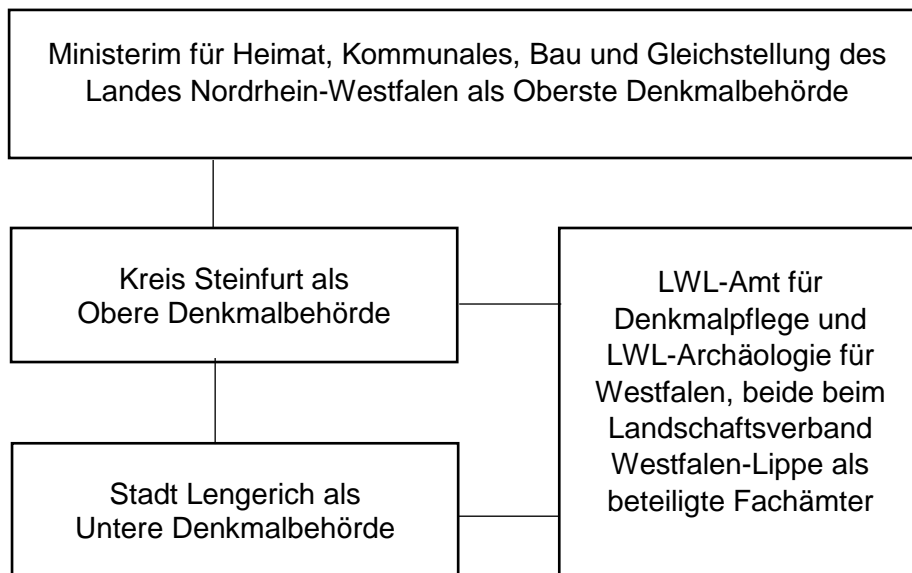 Ministerim für Heimat, Kommunales, Bau und Gleichstellung des
Landes Nordrhein-Westfalen als Oberste Denkmalbehörde
Kreis Steinfurt als
Obere Denkmalbehörde
LWL-Amt für
Denkmalpflege und
LWL-Archäologie für
Westfalen, beide beim
Landschaftsverband
Westfalen-Lippe als
beteiligte Fachämter
Stadt Lengerich als
Untere Denkmalbehörde